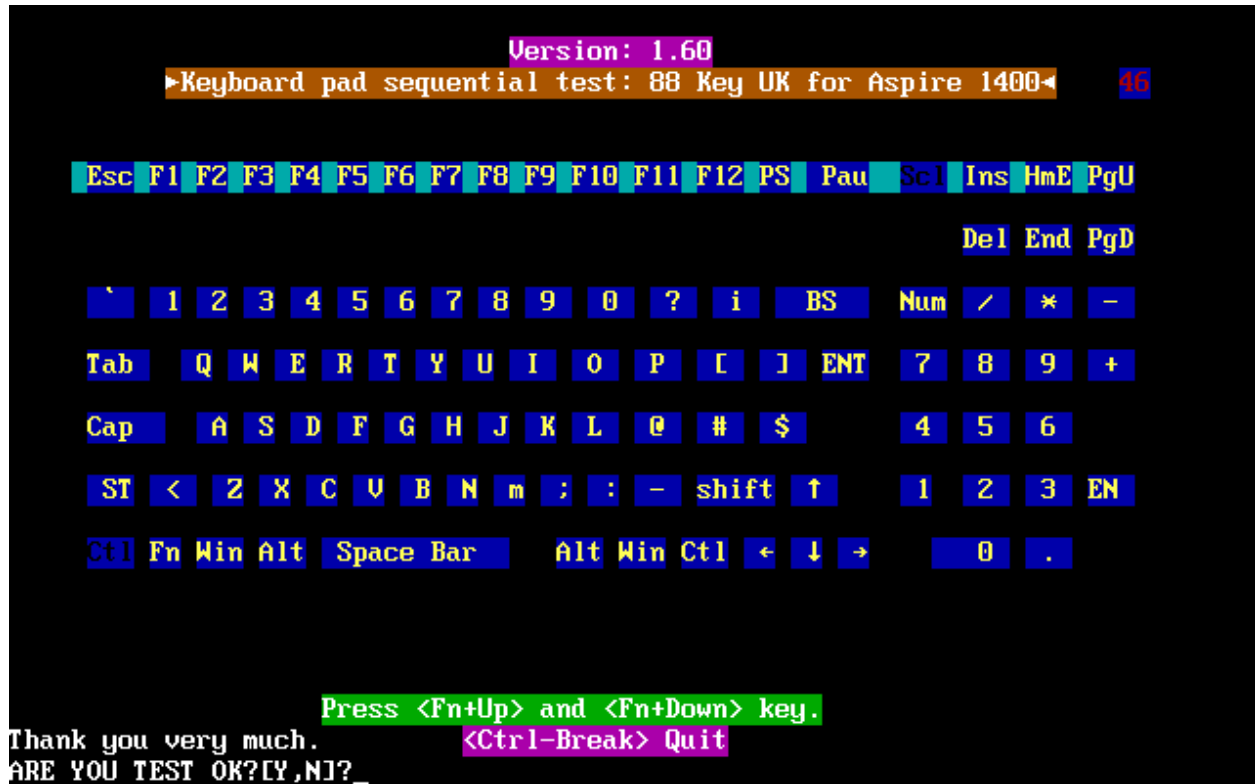 Version: 1.60
►Keyboard pad sequential test: 88 Key UK for Aspire 1400◄ 46
Esc F1 F2 F3 F4 F5 F6 F7 F8 F9 F10 F11 F12 PS Pau Scl Ins HmE PgU
Del End PgD
` 1 2 3 4 5 6 7 8 9 0 ? i BS Num / * -
Tab Q W E R T Y U I O P [ ] ENT 7 8 9 +
Cap A S D F G H J K L @ # $ 4 5 6
ST < Z X C V B N m ; : - shift ↑ 1 2 3 EN
Ctl Fn Win Alt Space Bar Alt Win Ctl ← ↓ → 0 .
Press <Fn+Up> and <Fn+Down> key.
Thank you very much. <Ctrl-Break> Quit
ARE YOU TEST OK?[Y,N]?_